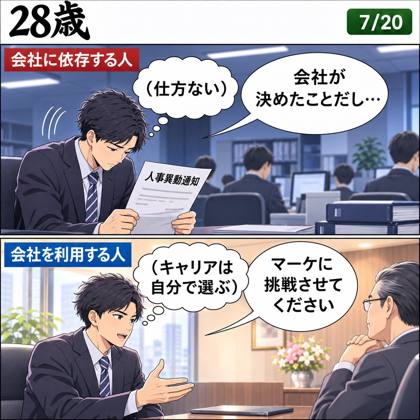 28歳
7/20
会社に依存する人
(仕方ない)
会社が
決めたことだし…
人事異動通知
会社を利用する人
(キャリアは
自分で選ぶ)
マーケに
挑戦させて
ください